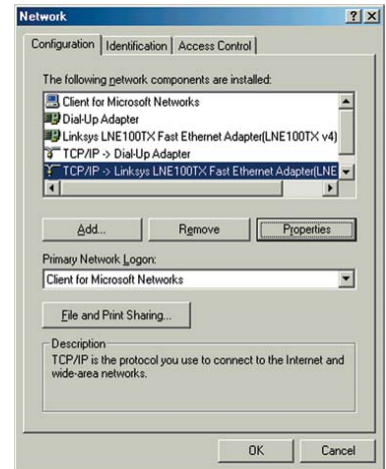 Network
? X
Configuration Identification Access Control
The following network components are installed:
Client for Microsoft Networks
Dial-Up Adapter
Linksys LNE100TX Fast Ethernet Adapter(LNE100TX v4)
TCP/IP -> Dial-Up Adapter
TCP/IP -> Linksys LNE100TX Fast Ethernet Adapter(LNE
Add... Remove Properties
Primary Network Logon:
Client for Microsoft Networks
File and Print Sharing...
Description
TCP/IP is the protocol you use to connect to the Internet and
wide-area networks.
OK Cancel